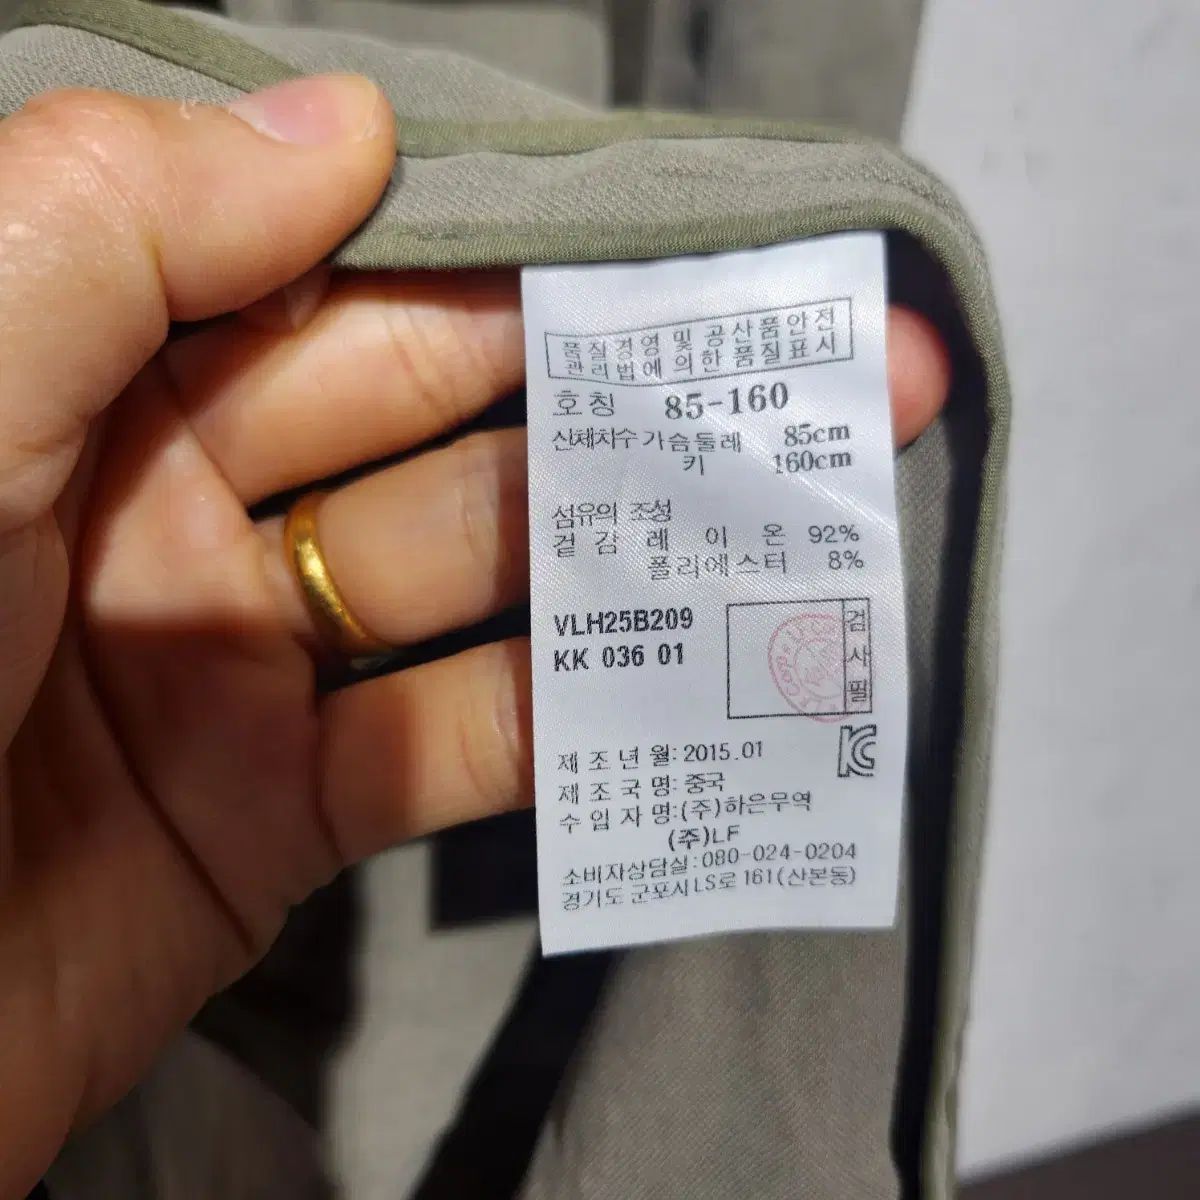 품질경영 및 공산품안전
관리법에 의한 품질표시
호칭 85-160
신체치수 가슴둘레 85cm
키 160cm
섬유의 조성
겉감 레이온 92%
폴리에스터 8%
VLH25B209
KK 036 01
검사필
제조년월: 2015.01
제조국명: 중국
수입자명:(주)하은무역
(주)LF
소비자상담실:080-024-0204
경기도 군포시 LS로 161(산본동)